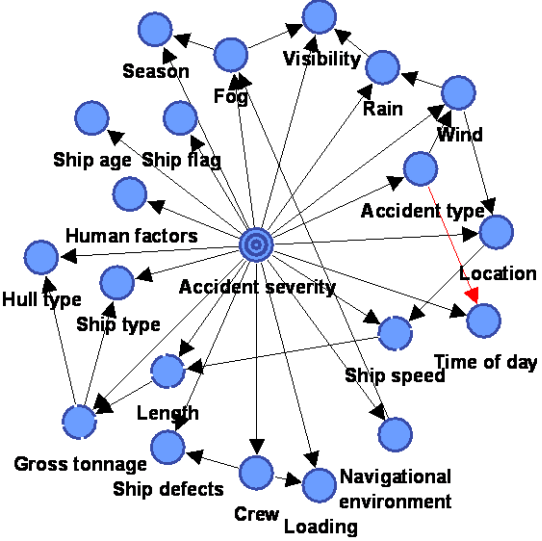 Season
Fog
Visibility
Rain
Wind
Ship age
Ship flag
Accident type
Human factors
Location
Hull type
Accident severity
Ship type
Time of day
Ship speed
Length
Gross tonnage
Ship defects
Navigational
environment
Crew
Loading